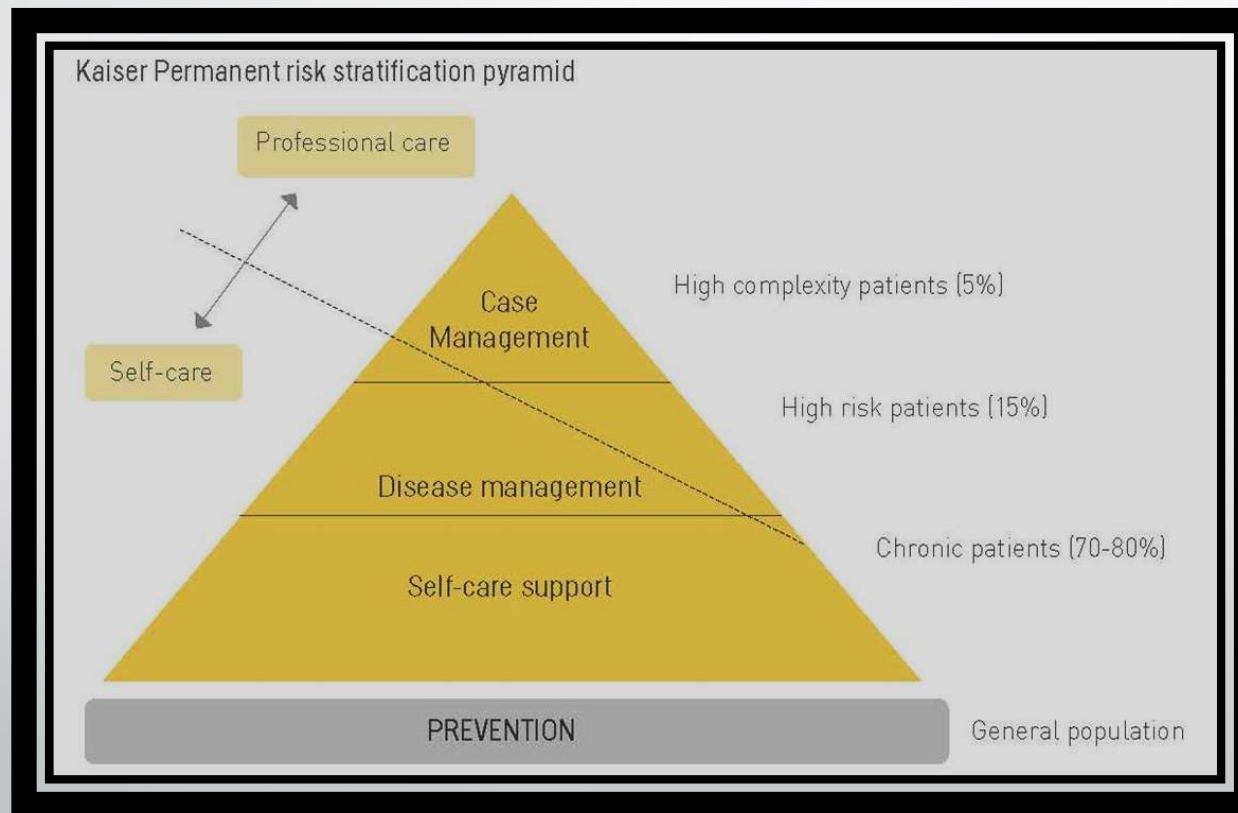 Kaiser Permanent risk stratification pyramid
Professional care
Self-care
Case
Management
High complexity patients (5%)
High risk patients (15%)
Disease management
Chronic patients (70-80%)
Self-care support
PREVENTION
General population